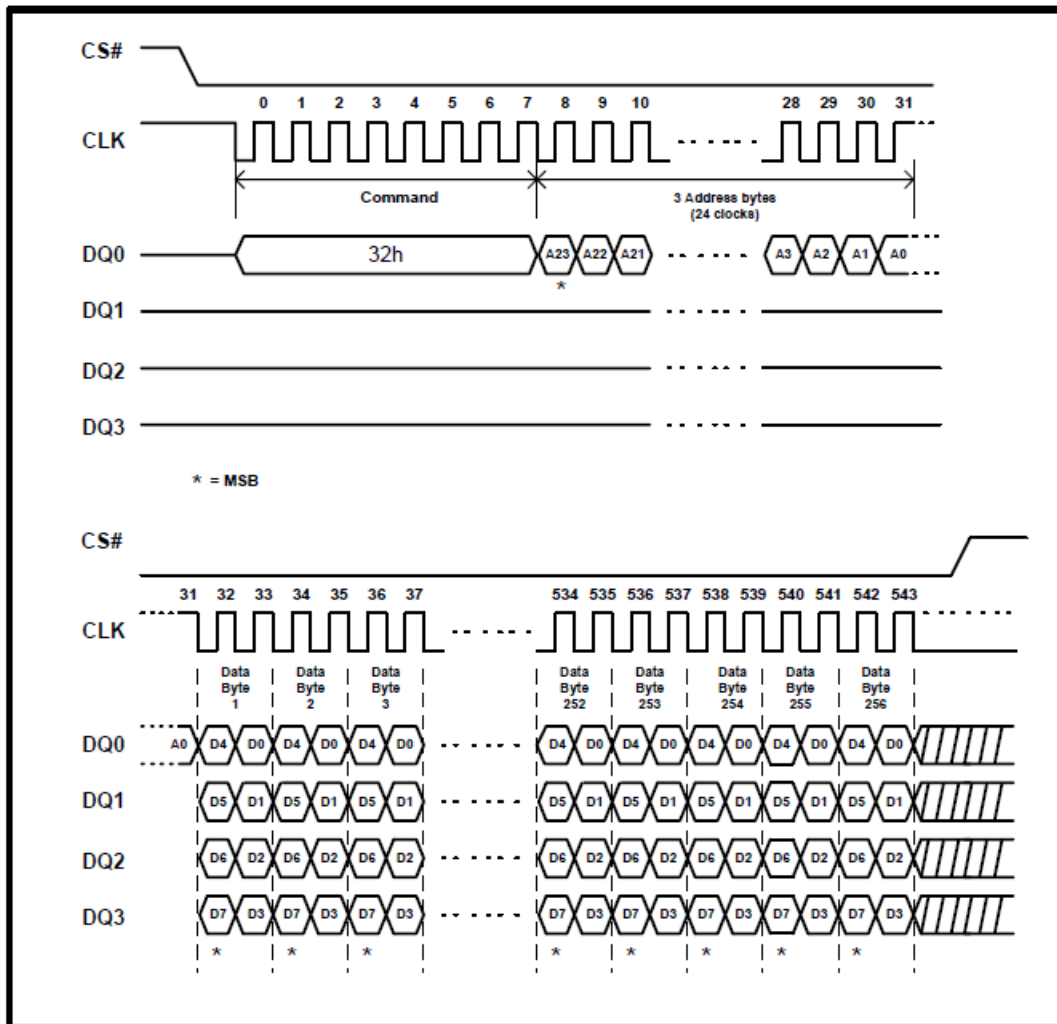 CS#
0 1 2 3 4 5 6 7 8 9 10 28 29 30 31
CLK
Command
3 Address bytes
(24 clocks)
DQ0 32h A23 A22 A21 A3 A2 A1 A0
*
DQ1
DQ2
DQ3
* = MSB
CS#
31 32 33 34 35 36 37 534 535 536 537 538 539 540 541 542 543
CLK
Data Data Data Data Data Data Data Data
Byte Byte Byte Byte Byte Byte Byte Byte
1 2 3 252 253 254 255 256
DQ0 A0 D4 D0 D4 D0 D4 D0 D4 D0 D4 D0 D4 D0 D4 D0 D4 D0
DQ1 D5 D1 D5 D1 D5 D1 D5 D1 D5 D1 D5 D1 D5 D1 D5 D1
DQ2 D6 D2 D6 D2 D6 D2 D6 D2 D6 D2 D6 D2 D6 D2 D6 D2
DQ3 D7 D3 D7 D3 D7 D3 D7 D3 D7 D3 D7 D3 D7 D3 D7 D3
* * * * * * * *